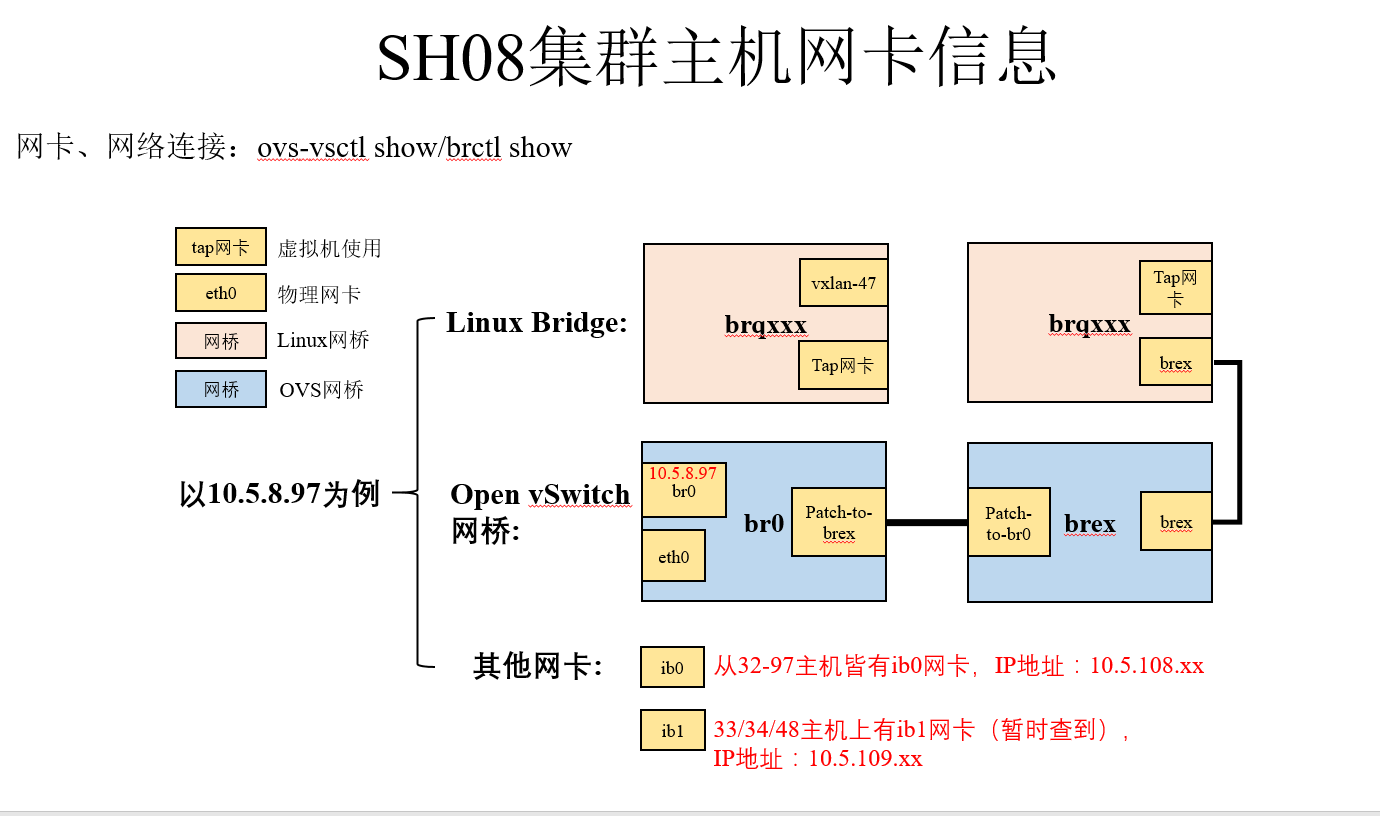 SH08集群主机网卡信息
网卡、网络连接：ovs-vsctl show/brctl show
tap网卡 虚拟机使用
eth0 物理网卡
网桥 Linux网桥
网桥 OVS网桥
以10.5.8.97为例
Linux Bridge:
brqxxx
vxlan-47
Tap网卡
brqxxx
Tap网
卡
brex
Open vSwitch
网桥:
10.5.8.97
br0
eth0
br0
Patch-to-
brex
Patch-
to-br0
brex
brex
其他网卡:
ib0
从32-97主机皆有ib0网卡，IP地址：10.5.108.xx
ib1
33/34/48主机上有ib1网卡（暂时查到），
IP地址：10.5.109.xx